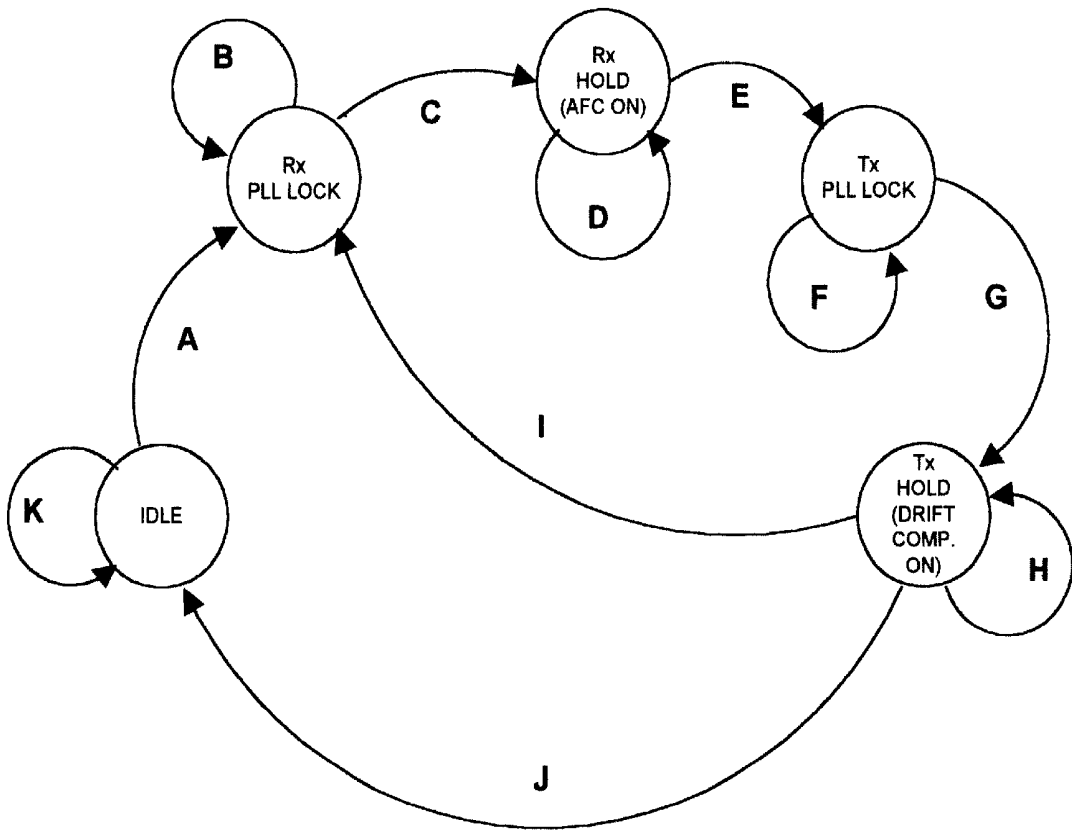 B
Rx
PLL LOCK
C
Rx
HOLD
(AFC ON)
D
E
Tx
PLL LOCK
F
G
A
I
K
IDLE
Tx
HOLD
(DRIFT
COMP.
ON)
H
J